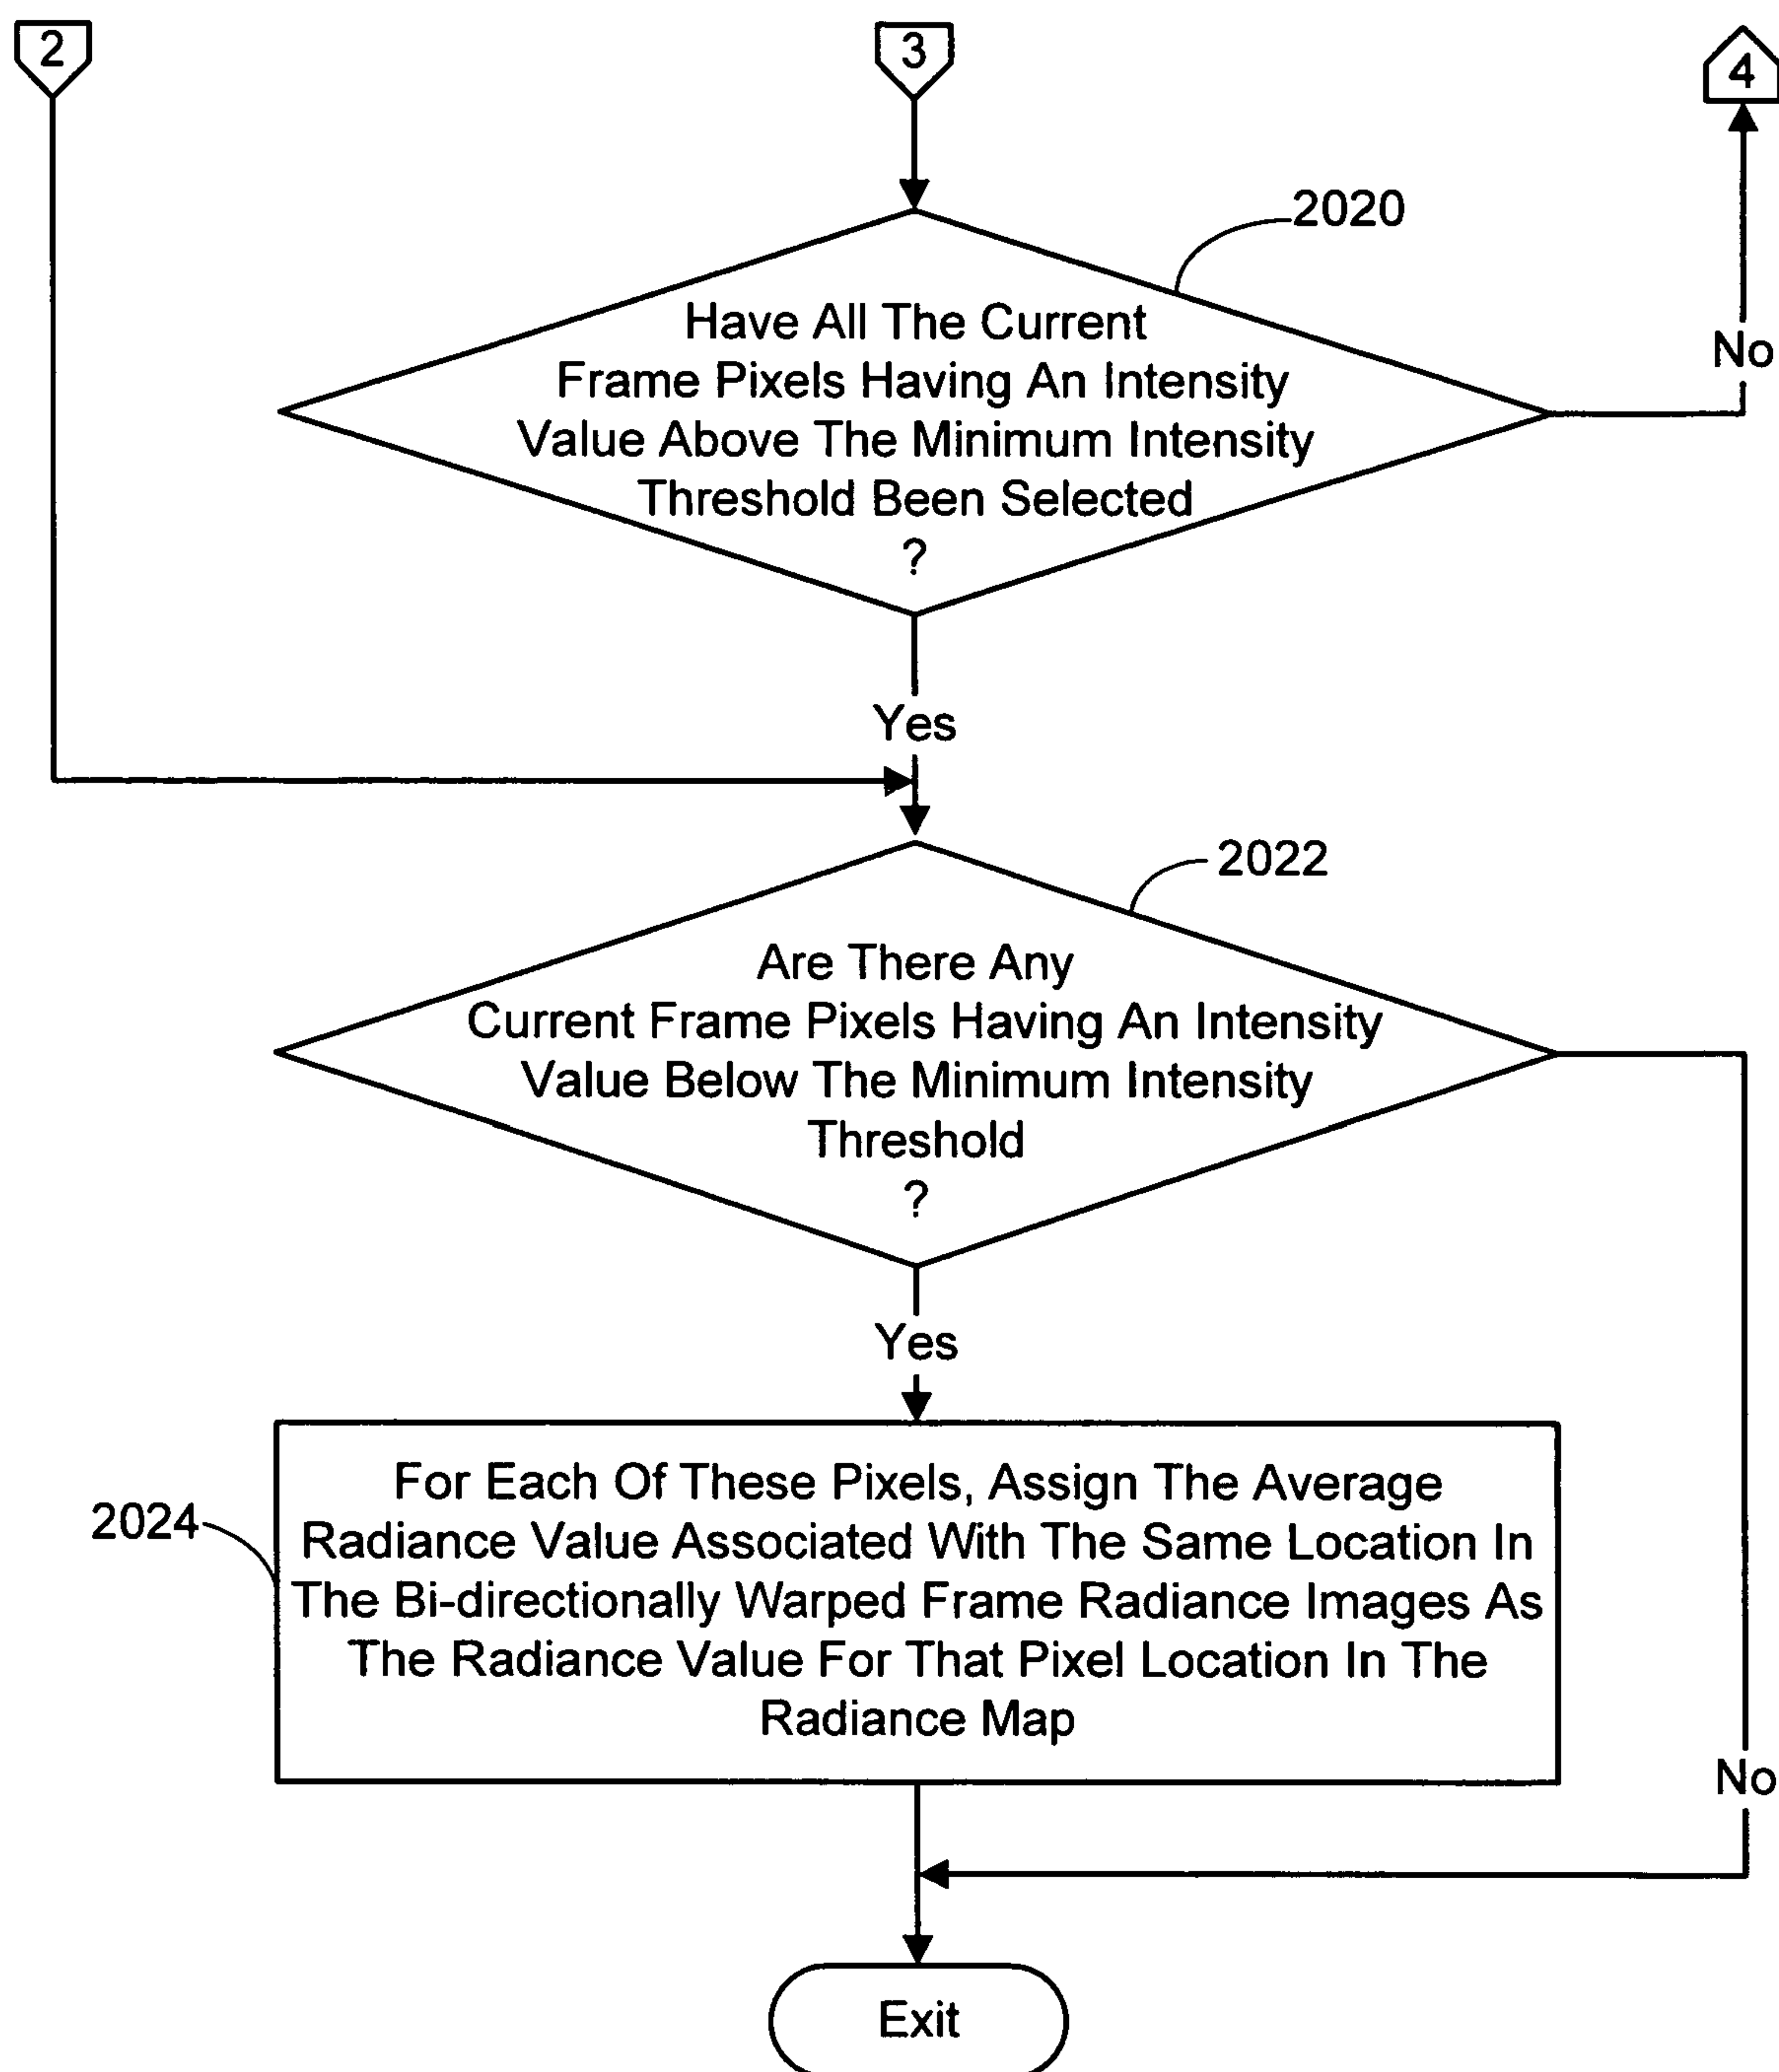 2
3
4
2020
Have All The Current
Frame Pixels Having An Intensity
Value Above The Minimum Intensity
Threshold Been Selected
?
No
Yes
2022
Are There Any
Current Frame Pixels Having An Intensity
Value Below The Minimum Intensity
Threshold
?
Yes
2024
For Each Of These Pixels, Assign The Average
Radiance Value Associated With The Same Location In
The Bi-directionally Warped Frame Radiance Images As
The Radiance Value For That Pixel Location In The
Radiance Map
No
Exit